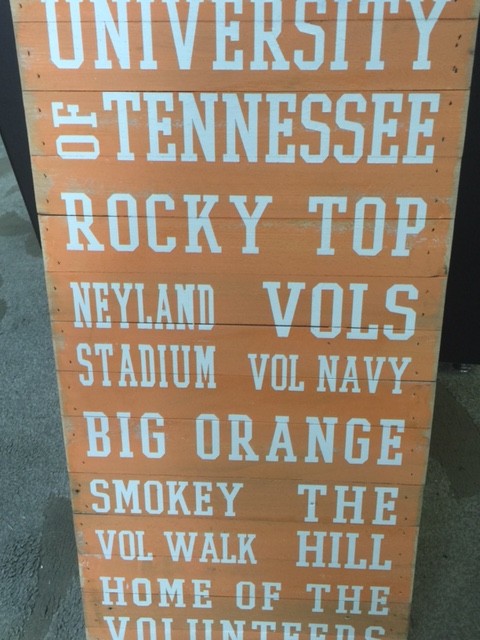 UNIVERSITY
OF TENNESSEE
ROCKY TOP
NEYLAND VOLS
STADIUM VOL NAVY
BIG ORANGE
SMOKEY THE
VOL WALK HILL
HOME OF THE
VOLUNTEERS